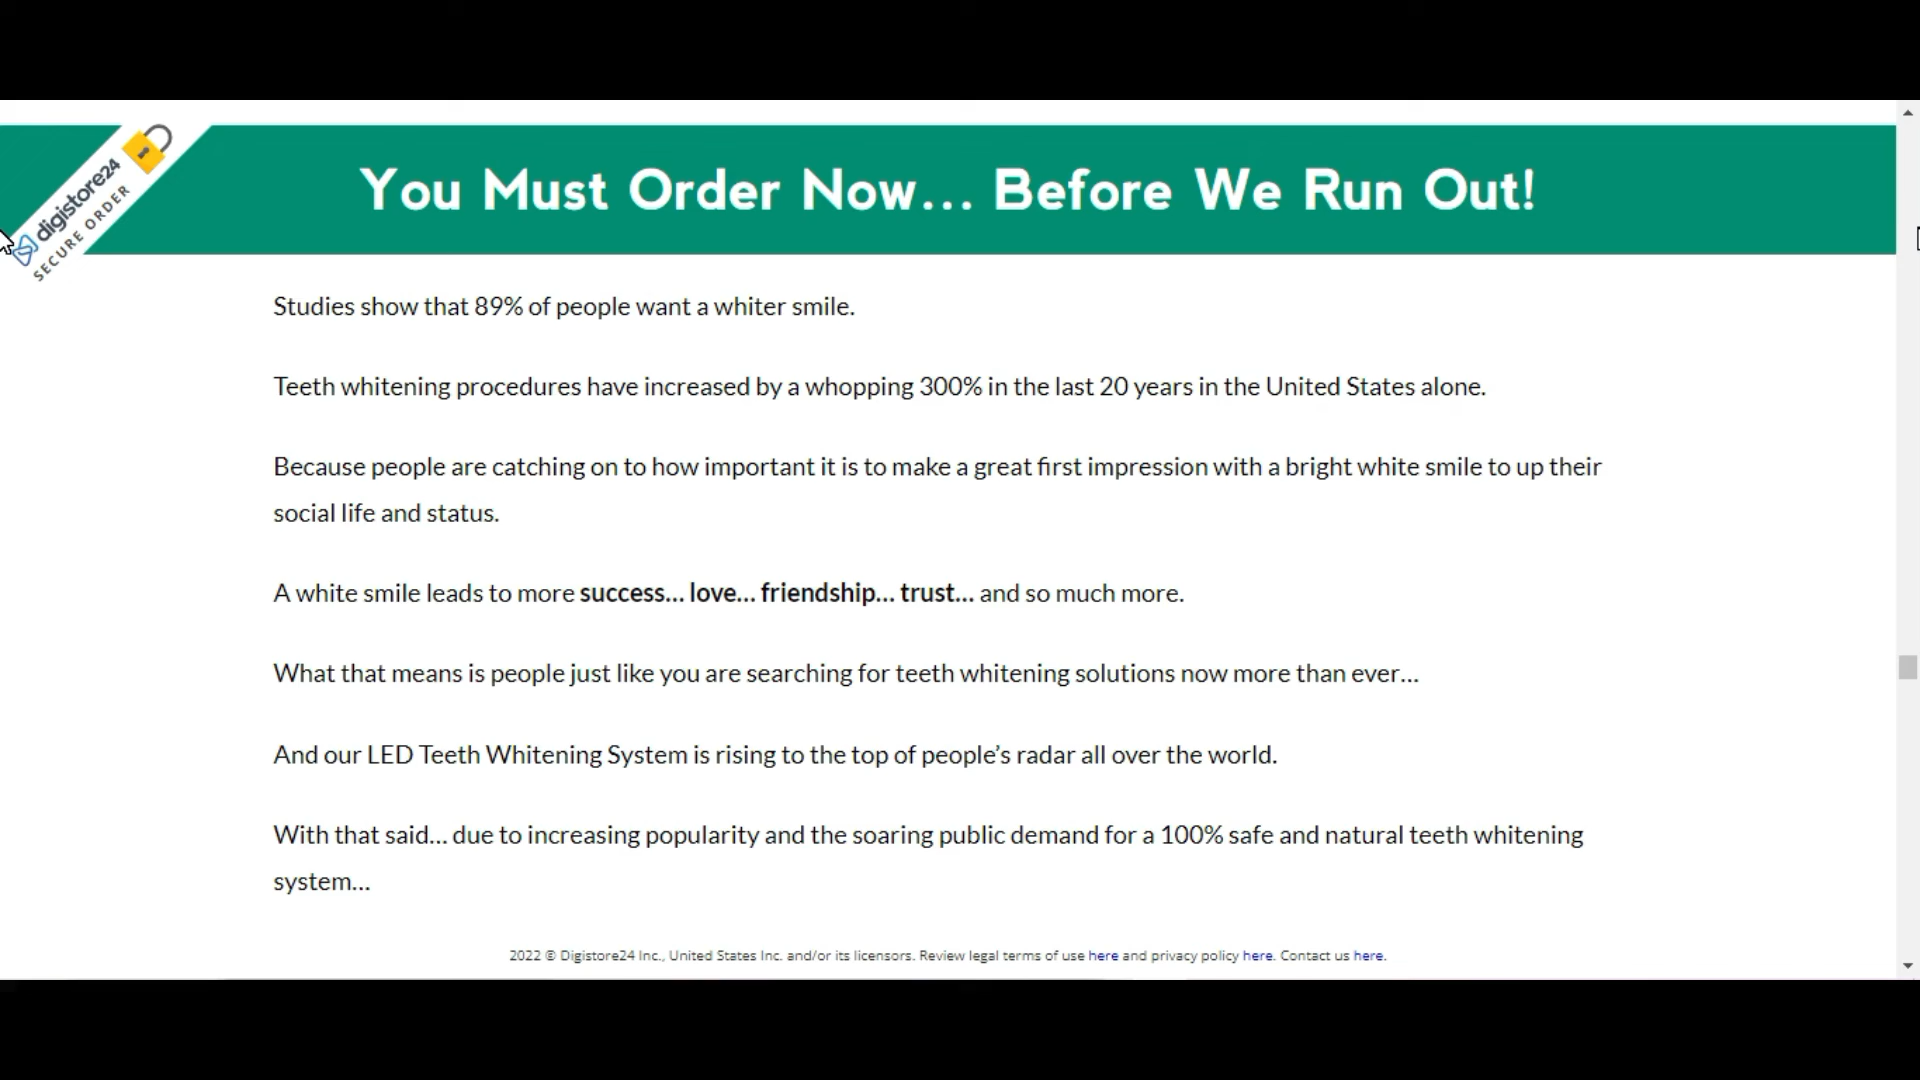 digistore24
SECURE ORDER
You Must Order Now... Before We Run Out!
Studies show that 89% of people want a whiter smile.
Teeth whitening procedures have increased by a whopping 300% in the last 20 years in the United States alone.
Because people are catching on to how important it is to make a great first impression with a bright white smile to up their
social life and status.
A white smile leads to more success... love... friendship... trust... and so much more.
What that means is people just like you are searching for teeth whitening solutions now more than ever...
And our LED Teeth Whitening System is rising to the top of people’s radar all over the world.
With that said... due to increasing popularity and the soaring public demand for a 100% safe and natural teeth whitening
system...
2022 © Digistore24 Inc., United States Inc. and/or its licensors. Review legal terms of use here and privacy policy here. Contact us here.